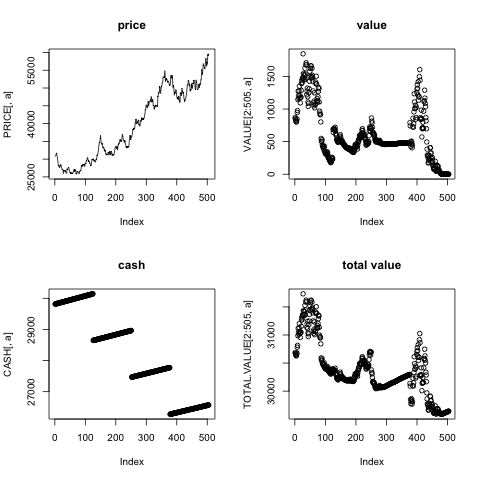 price
PRICE[, a]
25000 40000 55000
0 100 200 300 400 500
Index
value
VALUE[2:505, a]
0 500 1000 1500
0 100 200 300 400 500
Index
cash
CASH[, a]
27000 29000
0 100 200 300 400 500
Index
total value
TOTAL.VALUE[2:505, a]
30000 31000
0 100 200 300 400 500
Index